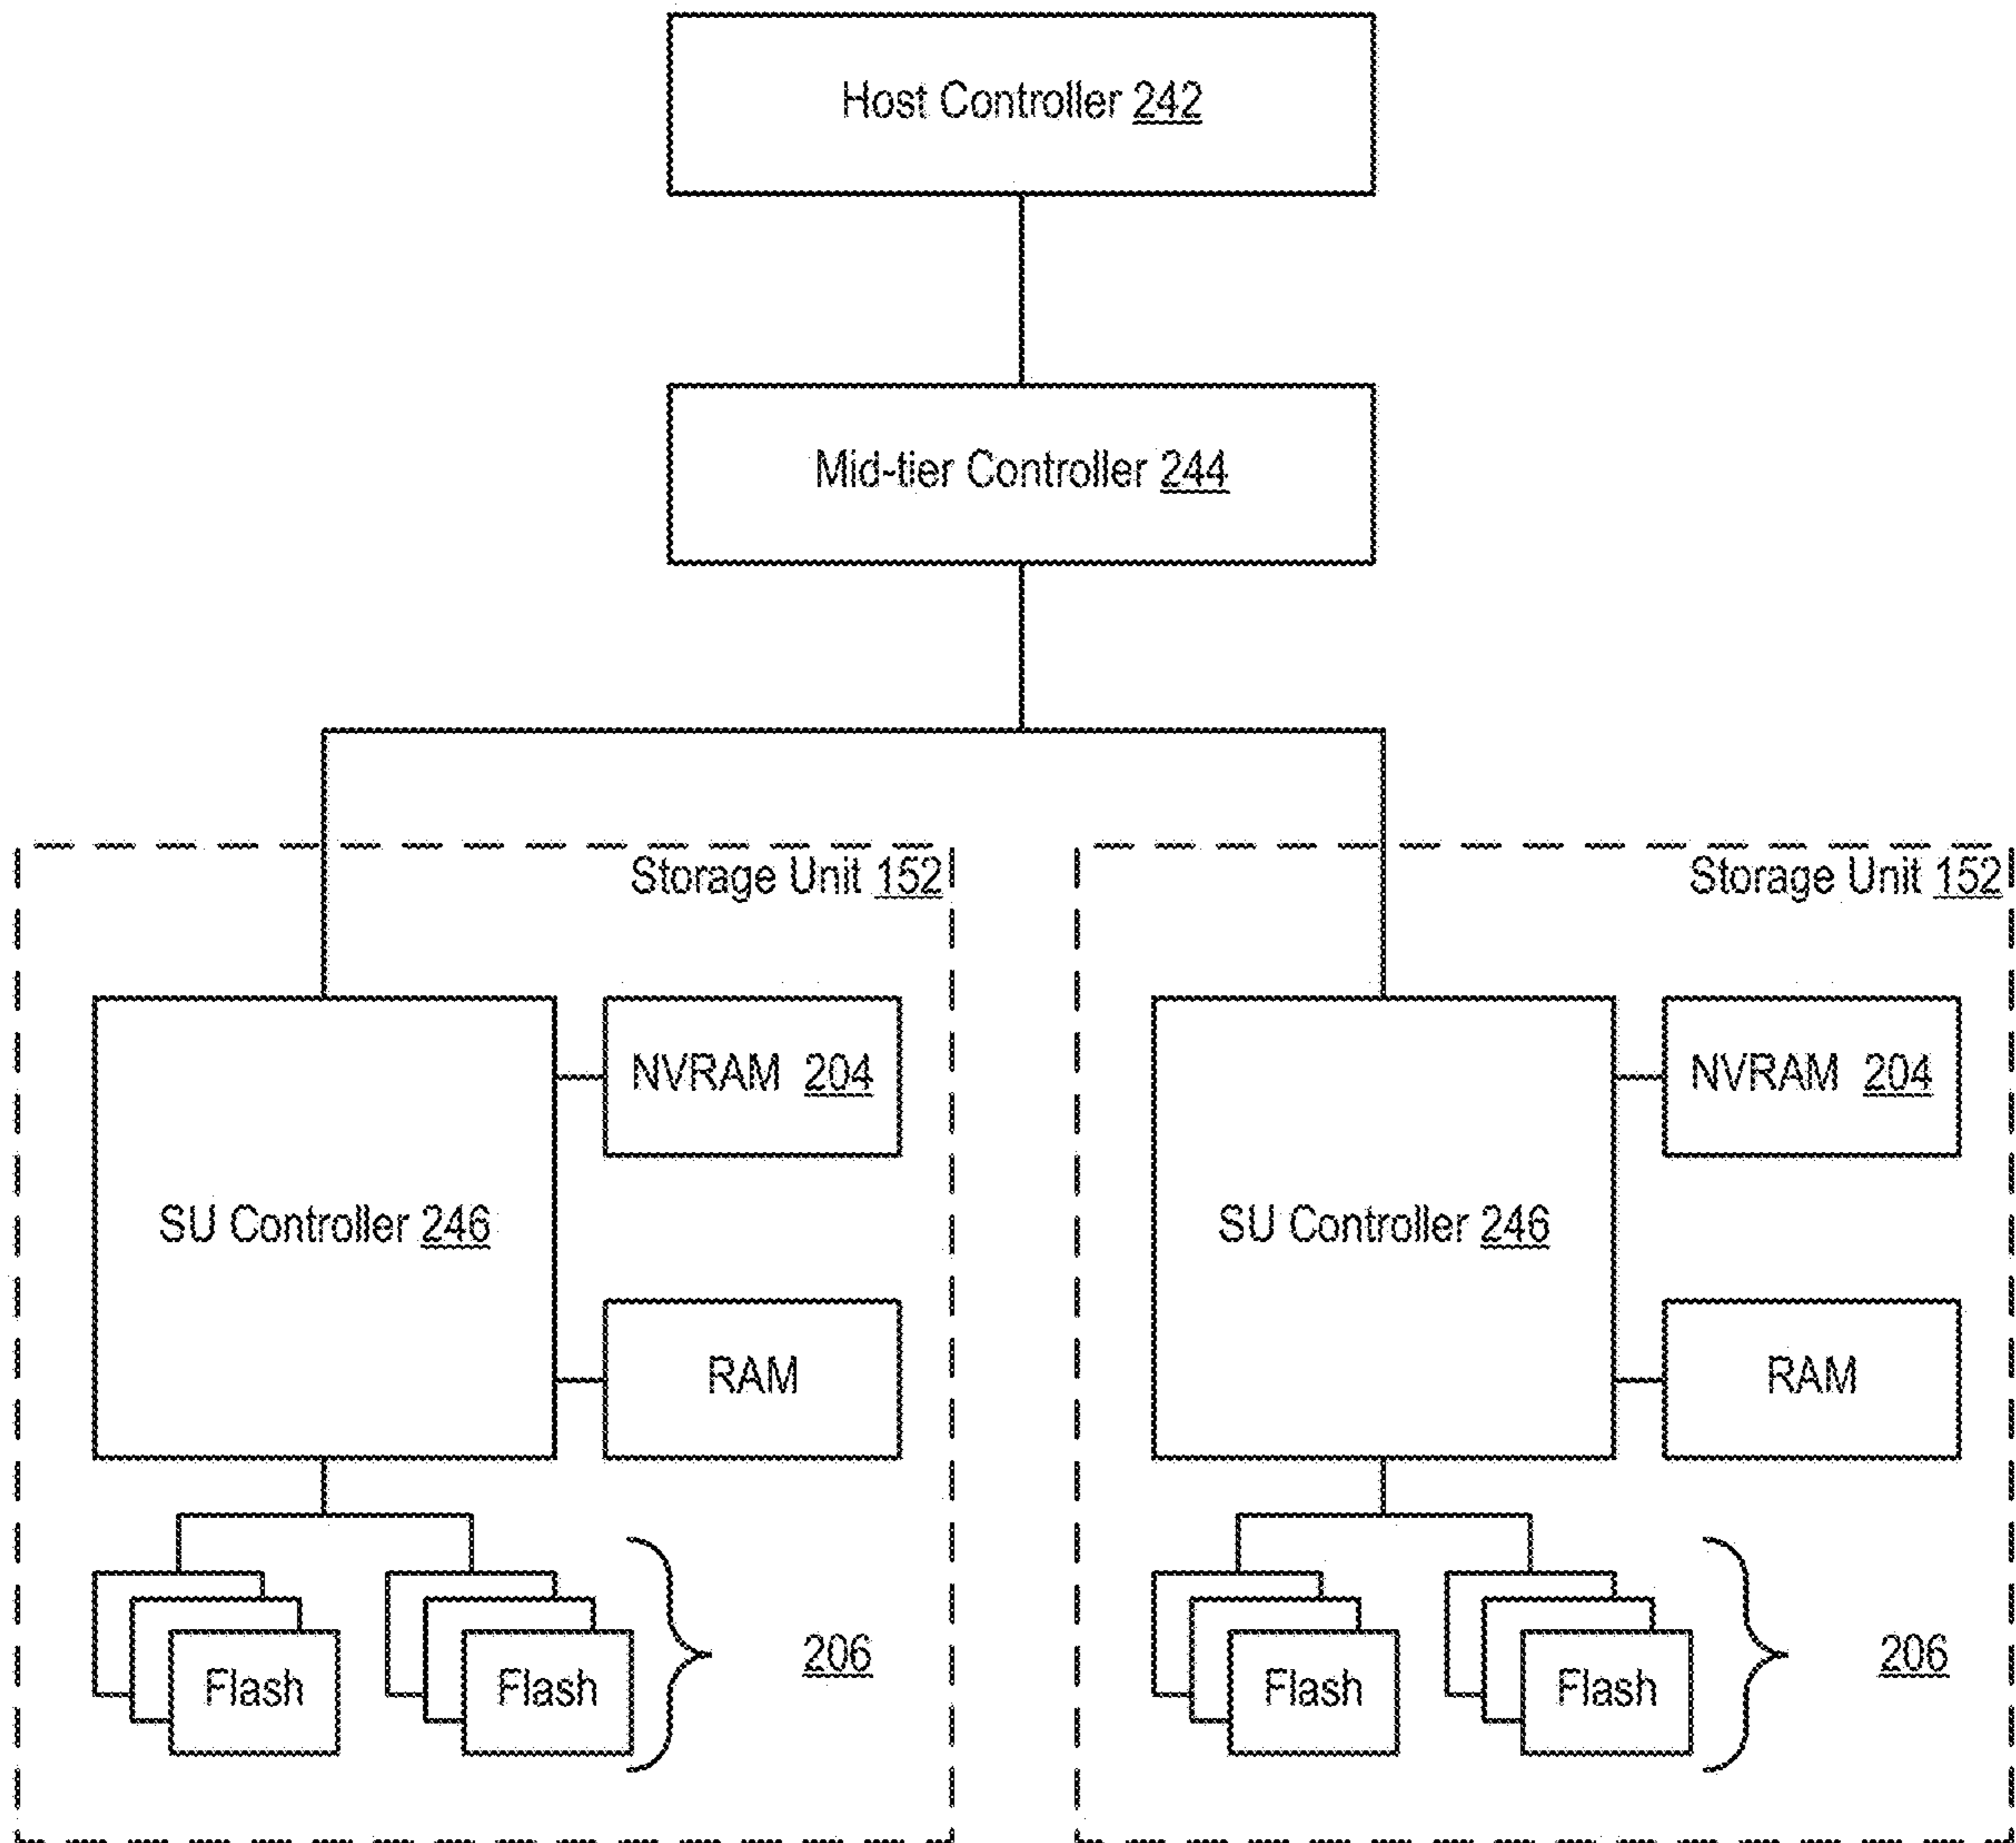 Host Controller 242
Mid-tier Controller 244
Storage Unit 152
Storage Unit 152
NVRAM 204
NVRAM 204
SU Controller 246
SU Controller 246
RAM
RAM
Flash
Flash
206
Flash
Flash
206